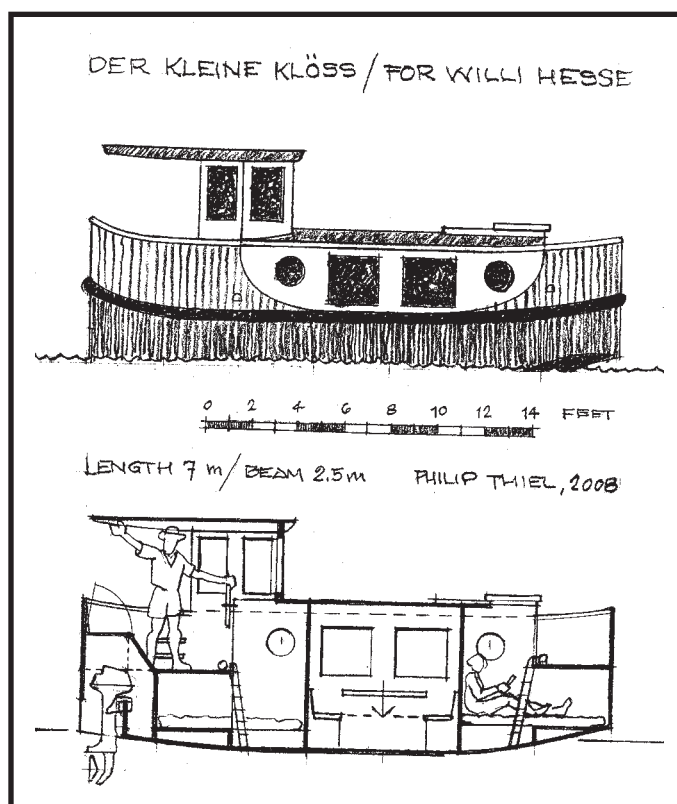 DER KLEINE KLÖSS / FOR WILLI HESSE
0 2 4 6 8 10 12 14 FEET
LENGTH 7 m / BEAM 2.5 m PHILIP THIEL, 2008